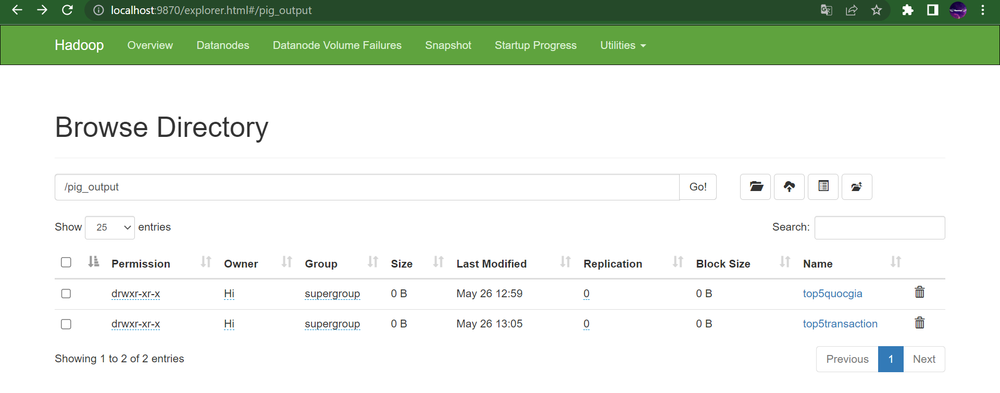 localhost:9870/explorer.html#/pig_output
Hadoop Overview Datanodes Datanode Volume Failures Snapshot Startup Progress Utilities
Browse Directory
/pig_output Go!
Show 25 entries Search:
Permission Owner Group Size Last Modified Replication Block Size Name
drwxr-xr-x Hi supergroup 0 B May 26 12:59 0 0 B top5quocgia
drwxr-xr-x Hi supergroup 0 B May 26 13:05 0 0 B top5transaction
Showing 1 to 2 of 2 entries Previous 1 Next